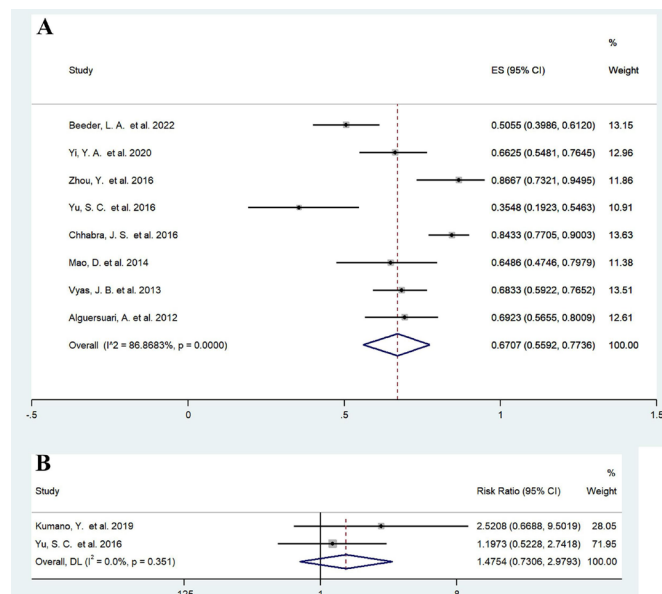 A
%
Study ES (95% CI) Weight
Beeder, L. A. et al. 2022 0.5055 (0.3986, 0.6120) 13.15
Yi, Y. A. et al. 2020 0.6625 (0.5481, 0.7645) 12.96
Zhou, Y. 2016 0.8667 (0.7321, 0.9495) 11.86
Yu, S. C. et al. 2016 0.3548 (0.1923, 0.5463) 10.91
Chhabra, J. S. et al. 2016 0.8433 (0.7705, 0.9003) 13.63
Mao, D. et al. 2014 0.6486 (0.4746, 0.7979) 11.38
Vyas, J. B. et al. 2013 0.6833 (0.5922, 0.7652) 13.51
Alguersuari, A. et al. 2012 0.6923 (0.5655, 0.8009) 12.61
Overall (I^2 = 86.8683%, p = 0.0000) 0.6707 (0.5592, 0.7736) 100.00
-.5 0 .5 1 1.5
B
%
Study Risk Ratio (95% CI) Weight
Kumano, Y. et al. 2019 2.5208 (0.6688, 9.5019) 28.05
Yu, S. C. et al. 2016 1.1973 (0.5228, 2.7418) 71.95
Overall, DL (I² = 0.0%, p = 0.351) 1.4754 (0.7306, 2.9793) 100.00